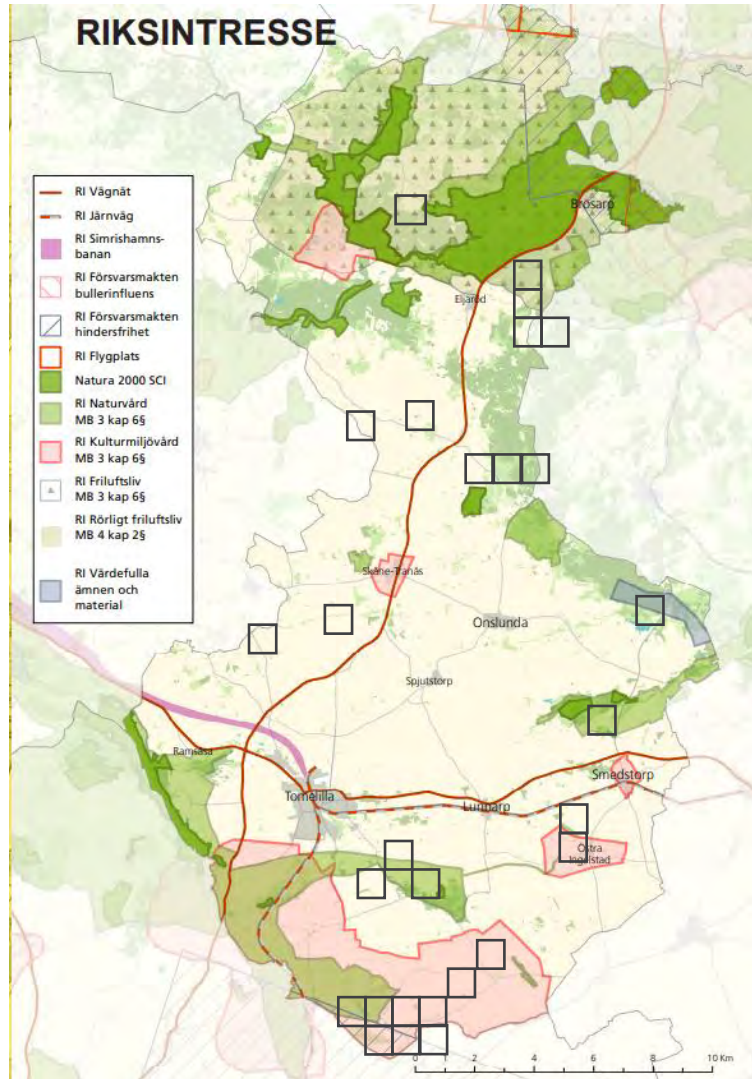 RIKSINTRESSE
RI Vägnät
RI Järnväg
RI Simrishamns-
banan
RI Försvarsmakten
bullerinfluens
RI Försvarsmakten
hindersfrihet
RI Flygplats
Natura 2000 SCI
RI Naturvård
MB 3 kap 6§
RI Kulturmiljövård
MB 3 kap 6§
RI Friluftsliv
MB 3 kap 6§
RI Rörligt friluftsliv
MB 4 kap 2§
RI Värdefulla
ämnen och
material
Brösarp
Eljaröd
Skåne-Tranås
Onslunda
Spjutstorp
Ramsåsa
Smedstorp
Tomelilla
Lunnarp
Östra
Ingelstad
0 2 4 6 8 10 Km